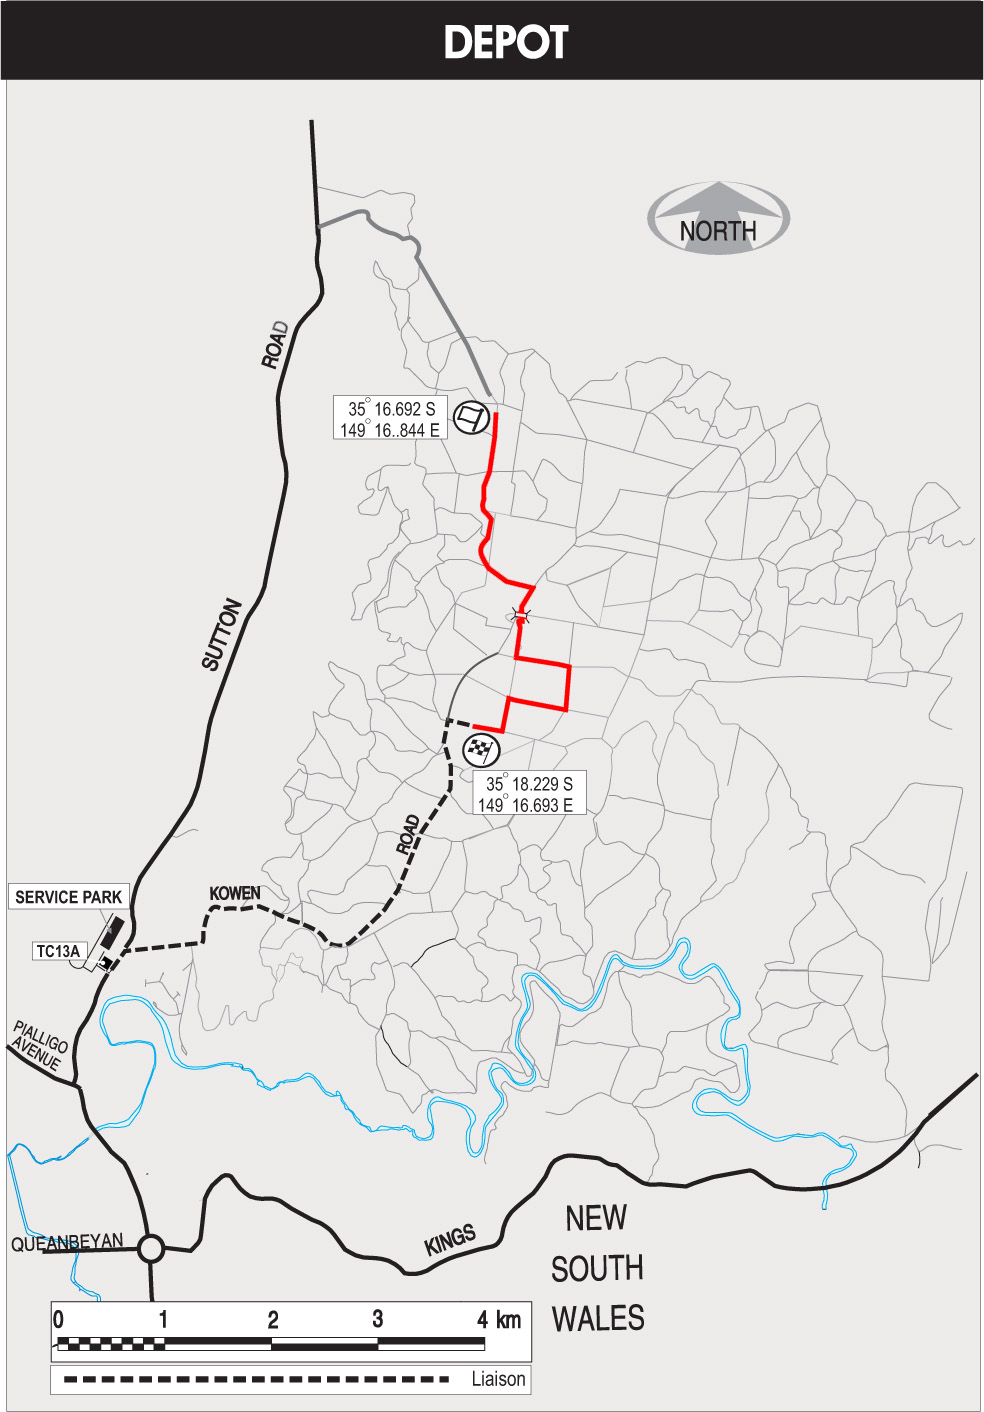 DEPOT
NORTH
ROAD
35° 16.692 S
149° 16..844 E
SUTTON
35° 18.229 S
149° 16.693 E
ROAD
KOWEN
SERVICE PARK
TC13A
PIALLIGO
AVENUE
QUEANBEYAN
KINGS
NEW
SOUTH
WALES
0 1 2 3 4 km
Liaison